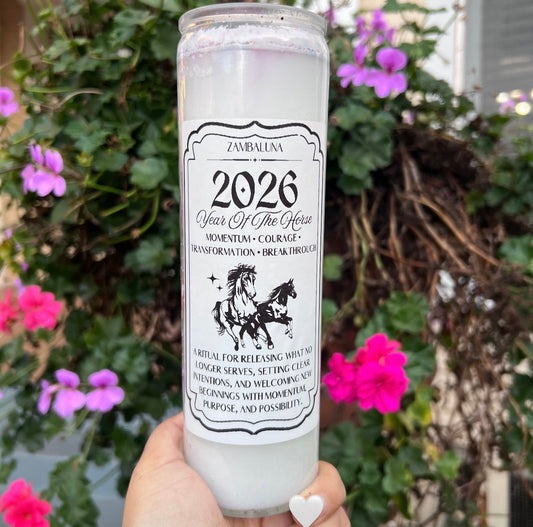 ZAMBALUNA
2026
Year Of The Horse
MOMENTUM • COURAGE •
TRANSFORMATION • BREAKTHROUGH
A RITUAL FOR RELEASING WHAT NO
LONGER SERVES, SETTING CLEAR
INTENTIONS, AND WELCOMING NEW
BEGINNINGS WITH MOMENTUM,
PURPOSE, AND POSSIBILITY.